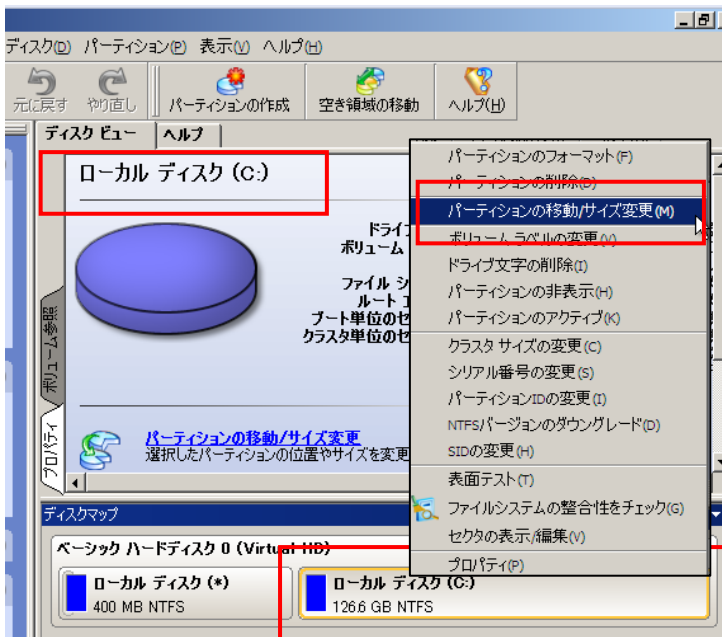 ディスク(D) パーティション(P) 表示(V) ヘルプ(H)
元に戻す やり直し パーティションの作成 空き領域の移動 ヘルプ(H)
ディスク ビュー ヘルプ
ローカル ディスク (C:)
ドライブ
ボリューム
ファイル シ
ルート
ブート単位のセ
クラスタ単位のセ
ボリューム参照
プロパティ
パーティションの移動/サイズ変更
選択したパーティションの位置やサイズを変更
パーティションのフォーマット(F)
パーティションの削除(D)
パーティションの移動/サイズ変更(M)
ボリューム ラベルの変更(V)
ドライブ文字の削除(I)
パーティションの非表示(H)
パーティションのアクティブ(K)
クラスタ サイズの変更(C)
シリアル番号の変更(S)
パーティションIDの変更(I)
NTFSバージョンのダウングレード(D)
SIDの変更(H)
表面テスト(T)
ファイルシステムの整合性をチェック(G)
セクタの表示/編集(V)
プロパティ(P)
ディスクマップ
ベーシック ハードディスク 0 (Virtual HD)
ローカル ディスク (*)
400 MB NTFS
ローカル ディスク (C:)
126.6 GB NTFS